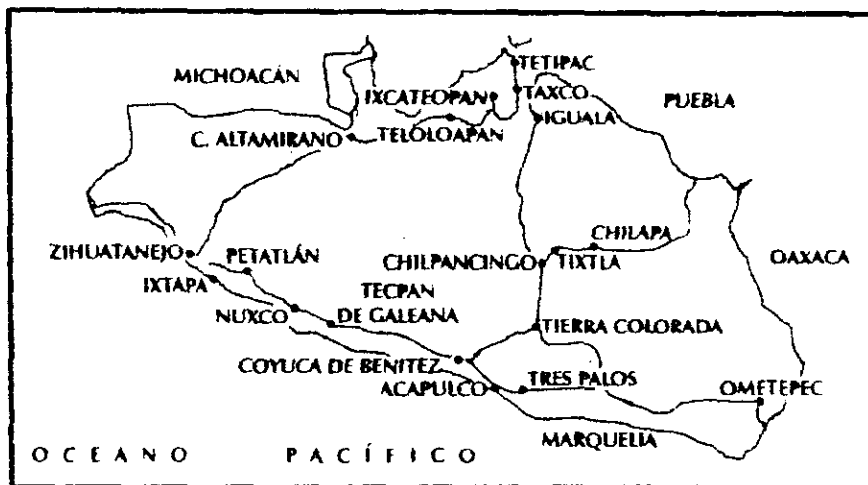 TETIPAC
MICHOACÁN
IXCATEOPAN
TAXCO
PUEBLA
IGUALA
C. ALTAMIRANO
TELOLOAPAN
CHILAPA
ZIHUATANEJO
PETATLÁN
CHILPANCINGO
TIXTLA
OAXACA
IXTAPA
TECPAN
DE GALEANA
NUXCO
TIERRA COLORADA
COYUCA DE BENÍTEZ
TRES PALOS
ACAPULCO
OMETEPEC
MARQUELIA
OCEANO PACÍFICO